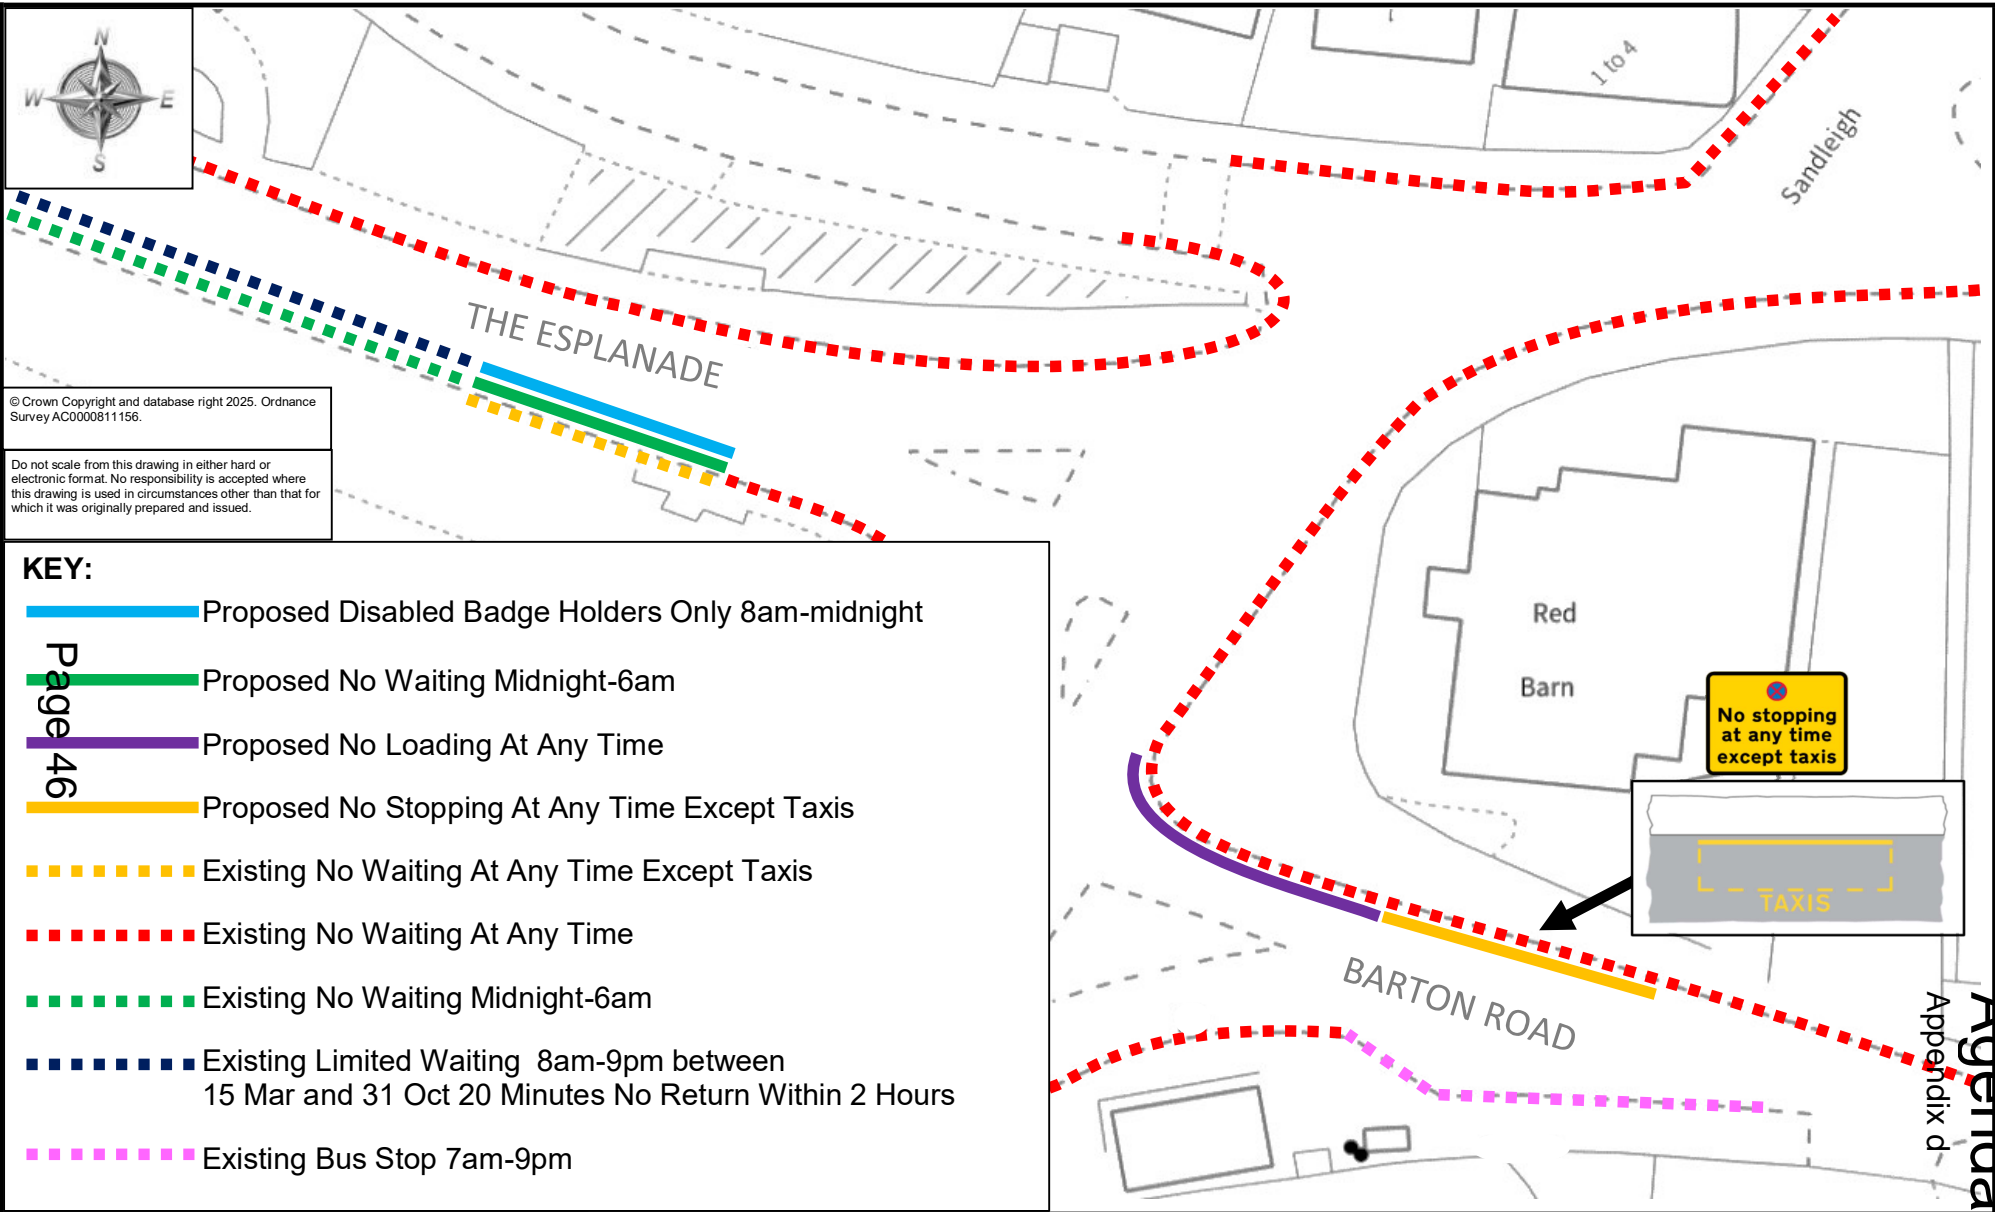 N
W
E
S
1 to 4
Sandleigh
THE ESPLANADE
© Crown Copyright and database right 2025. Ordnance
Survey AC0000811156.
Do not scale from this drawing in either hard or
electronic format. No responsibility is accepted where
this drawing is used in circumstances other than that for
which it was originally prepared and issued.
KEY:
Proposed Disabled Badge Holders Only 8am-midnight
Proposed No Waiting Midnight-6am
Proposed No Loading At Any Time
Proposed No Stopping At Any Time Except Taxis
Existing No Waiting At Any Time Except Taxis
Existing No Waiting At Any Time
Existing No Waiting Midnight-6am
Existing Limited Waiting 8am-9pm between
15 Mar and 31 Oct 20 Minutes No Return Within 2 Hours
Existing Bus Stop 7am-9pm
Page 46
Red
Barn
No stopping
at any time
except taxis
TAXIS
BARTON ROAD
Agenda
Appendix d